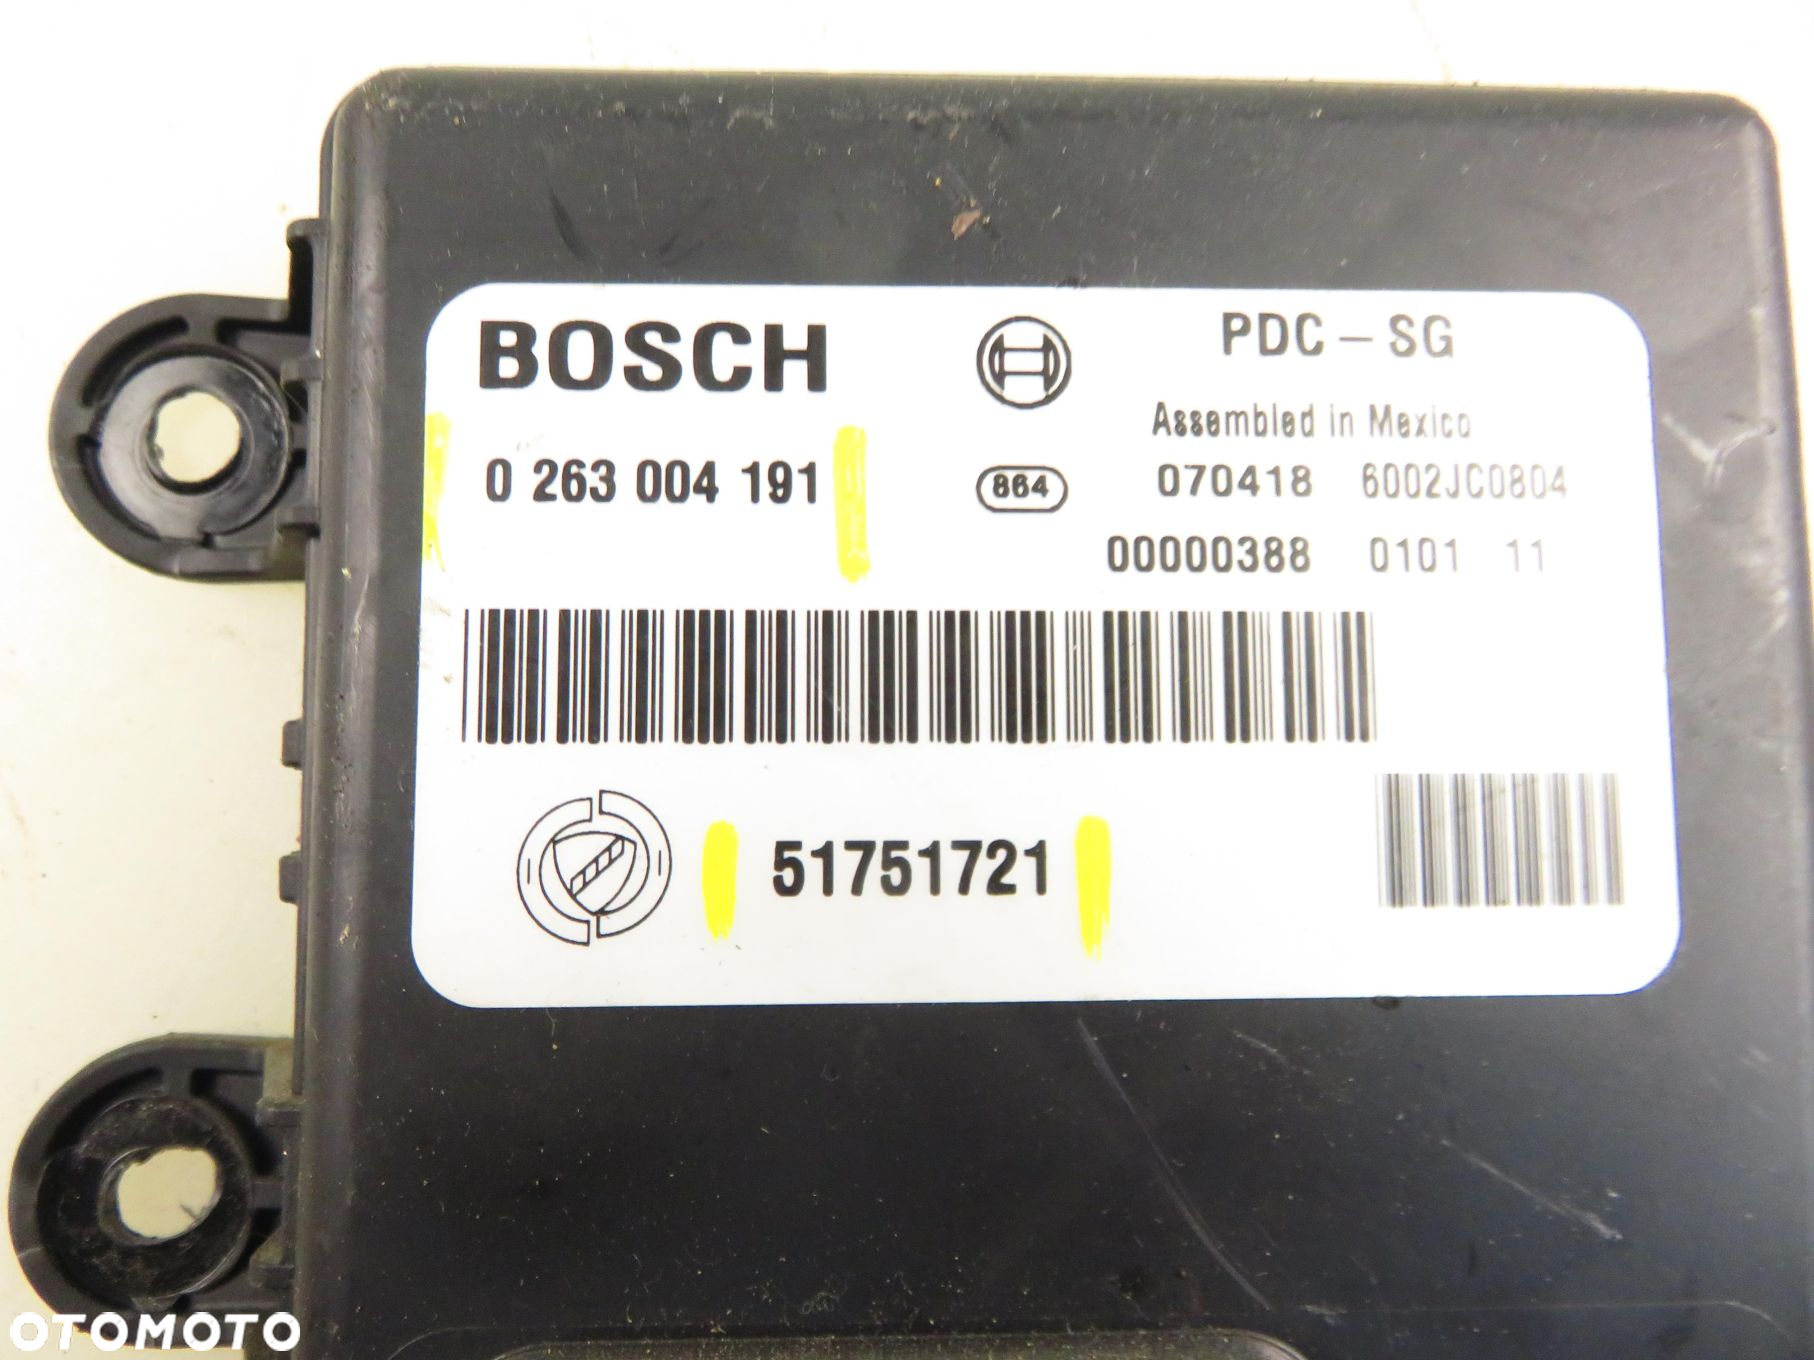 BOSCH
PDC - SG
Assembled in Mexico
0 263 004 191
864
070418 6002JC0804
00000388 0101 11
51751721
OTOMOTO